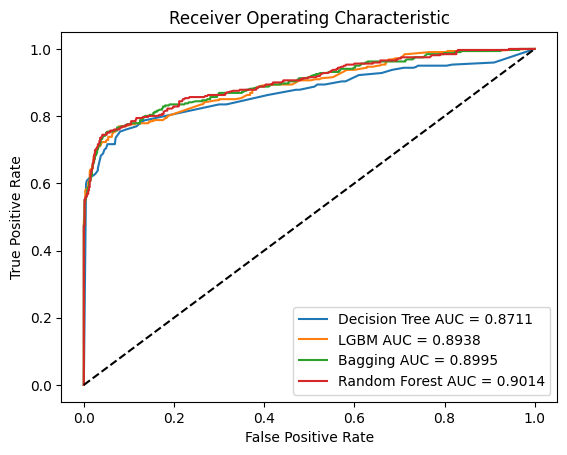 Receiver Operating Characteristic
True Positive Rate
1.0
0.8
0.6
0.4
0.2
0.0
Decision Tree AUC = 0.8711
LGBM AUC = 0.8938
Bagging AUC = 0.8995
Random Forest AUC = 0.9014
0.0 0.2 0.4 0.6 0.8 1.0
False Positive Rate